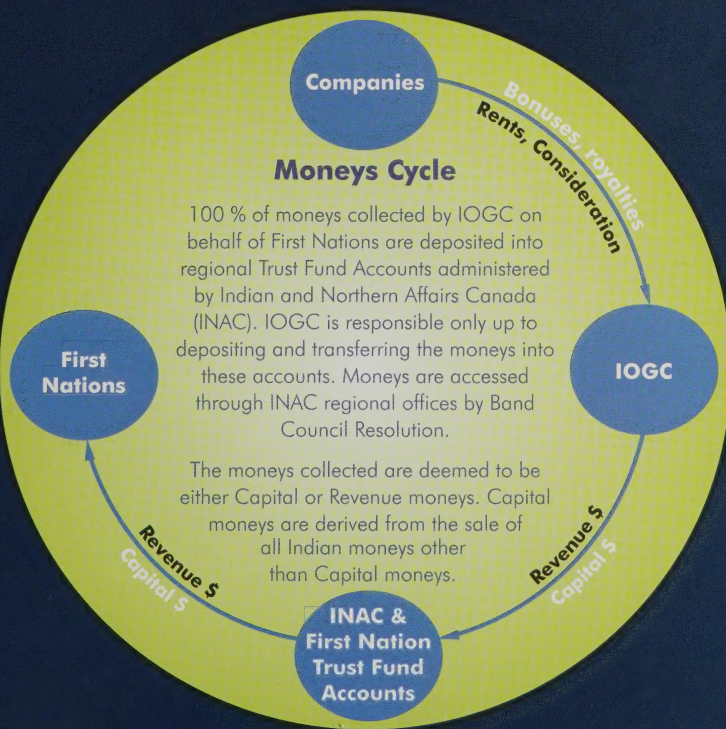 Companies
Bonuses, royalties
Rents, Consideration
Moneys Cycle
100 % of moneys collected by IOGC on
behalf of First Nations are deposited into
regional Trust Fund Accounts administered
by Indian and Northern Affairs Canada
(INAC). IOGC is responsible only up to
depositing and transferring the moneys into
these accounts. Moneys are accessed
through INAC regional offices by Band
Council Resolution.
First
Nations
IOGC
The moneys collected are deemed to be
either Capital or Revenue moneys. Capital
moneys are derived from the sale of
all Indian moneys other
than Capital moneys.
Revenue $
Capital $
Revenue $
Capital $
INAC &
First Nation
Trust Fund
Accounts